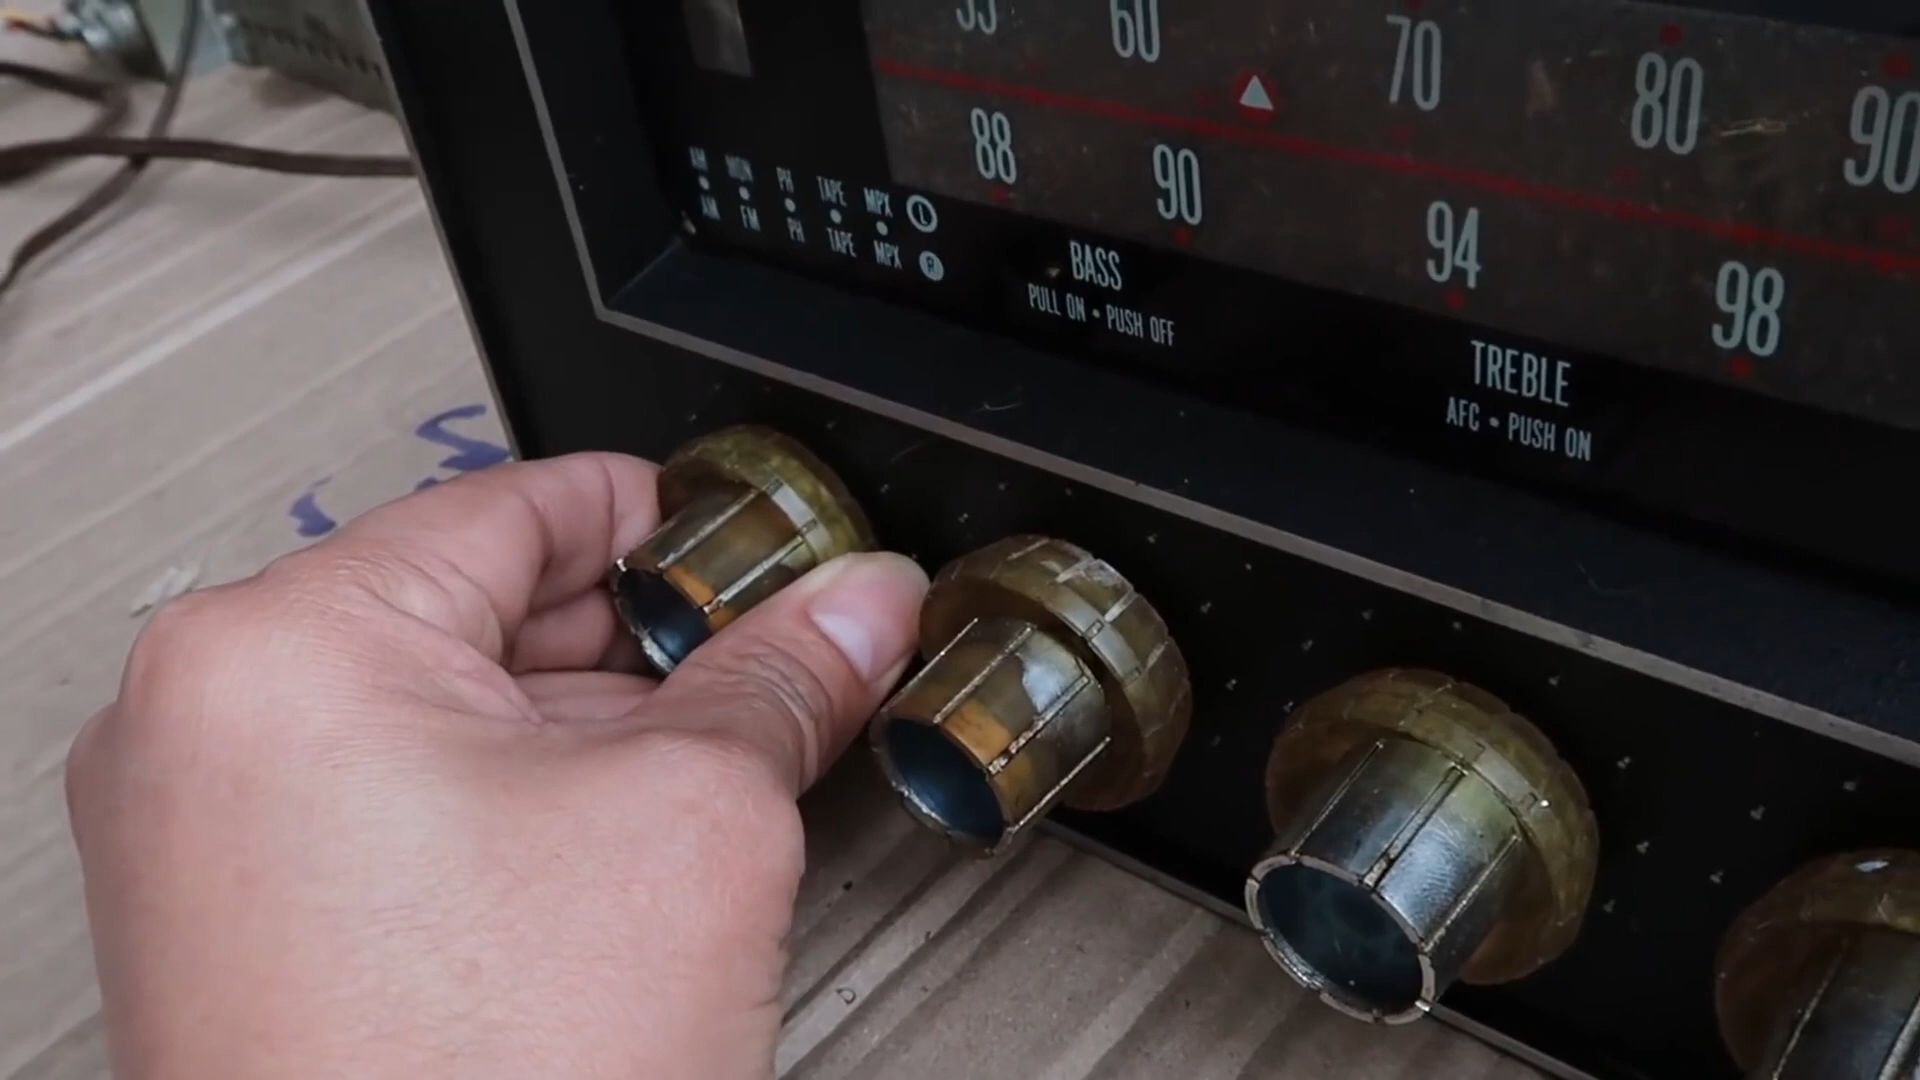 55 60 70 80 90
88 90 94 98
AM MON PH TAPE MPX L
AM FM PH TAPE MPX R
BASS
PULL ON • PUSH OFF
TREBLE
AFC • PUSH ON